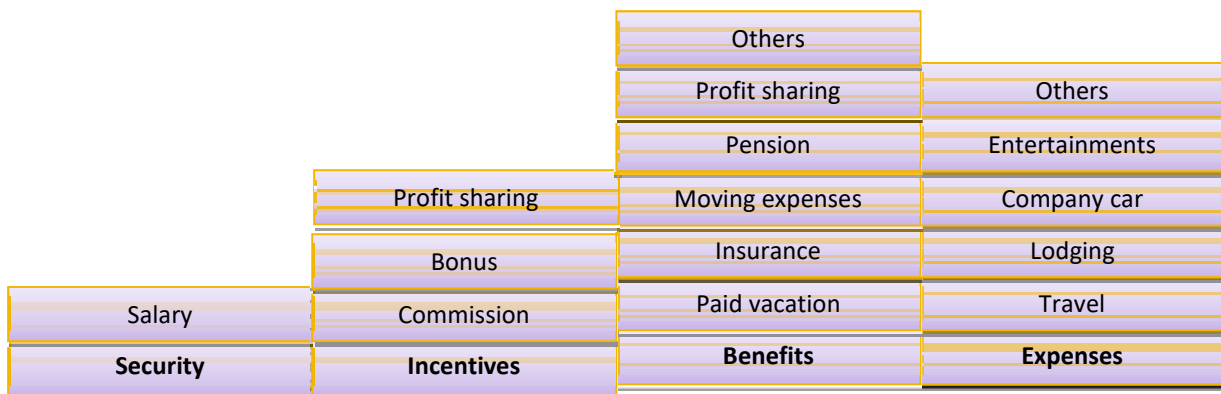 Others
Profit sharing Others
Pension Entertainments
Profit sharing Moving expenses Company car
Bonus Insurance Lodging
Salary Commission Paid vacation Travel
Security Incentives Benefits Expenses